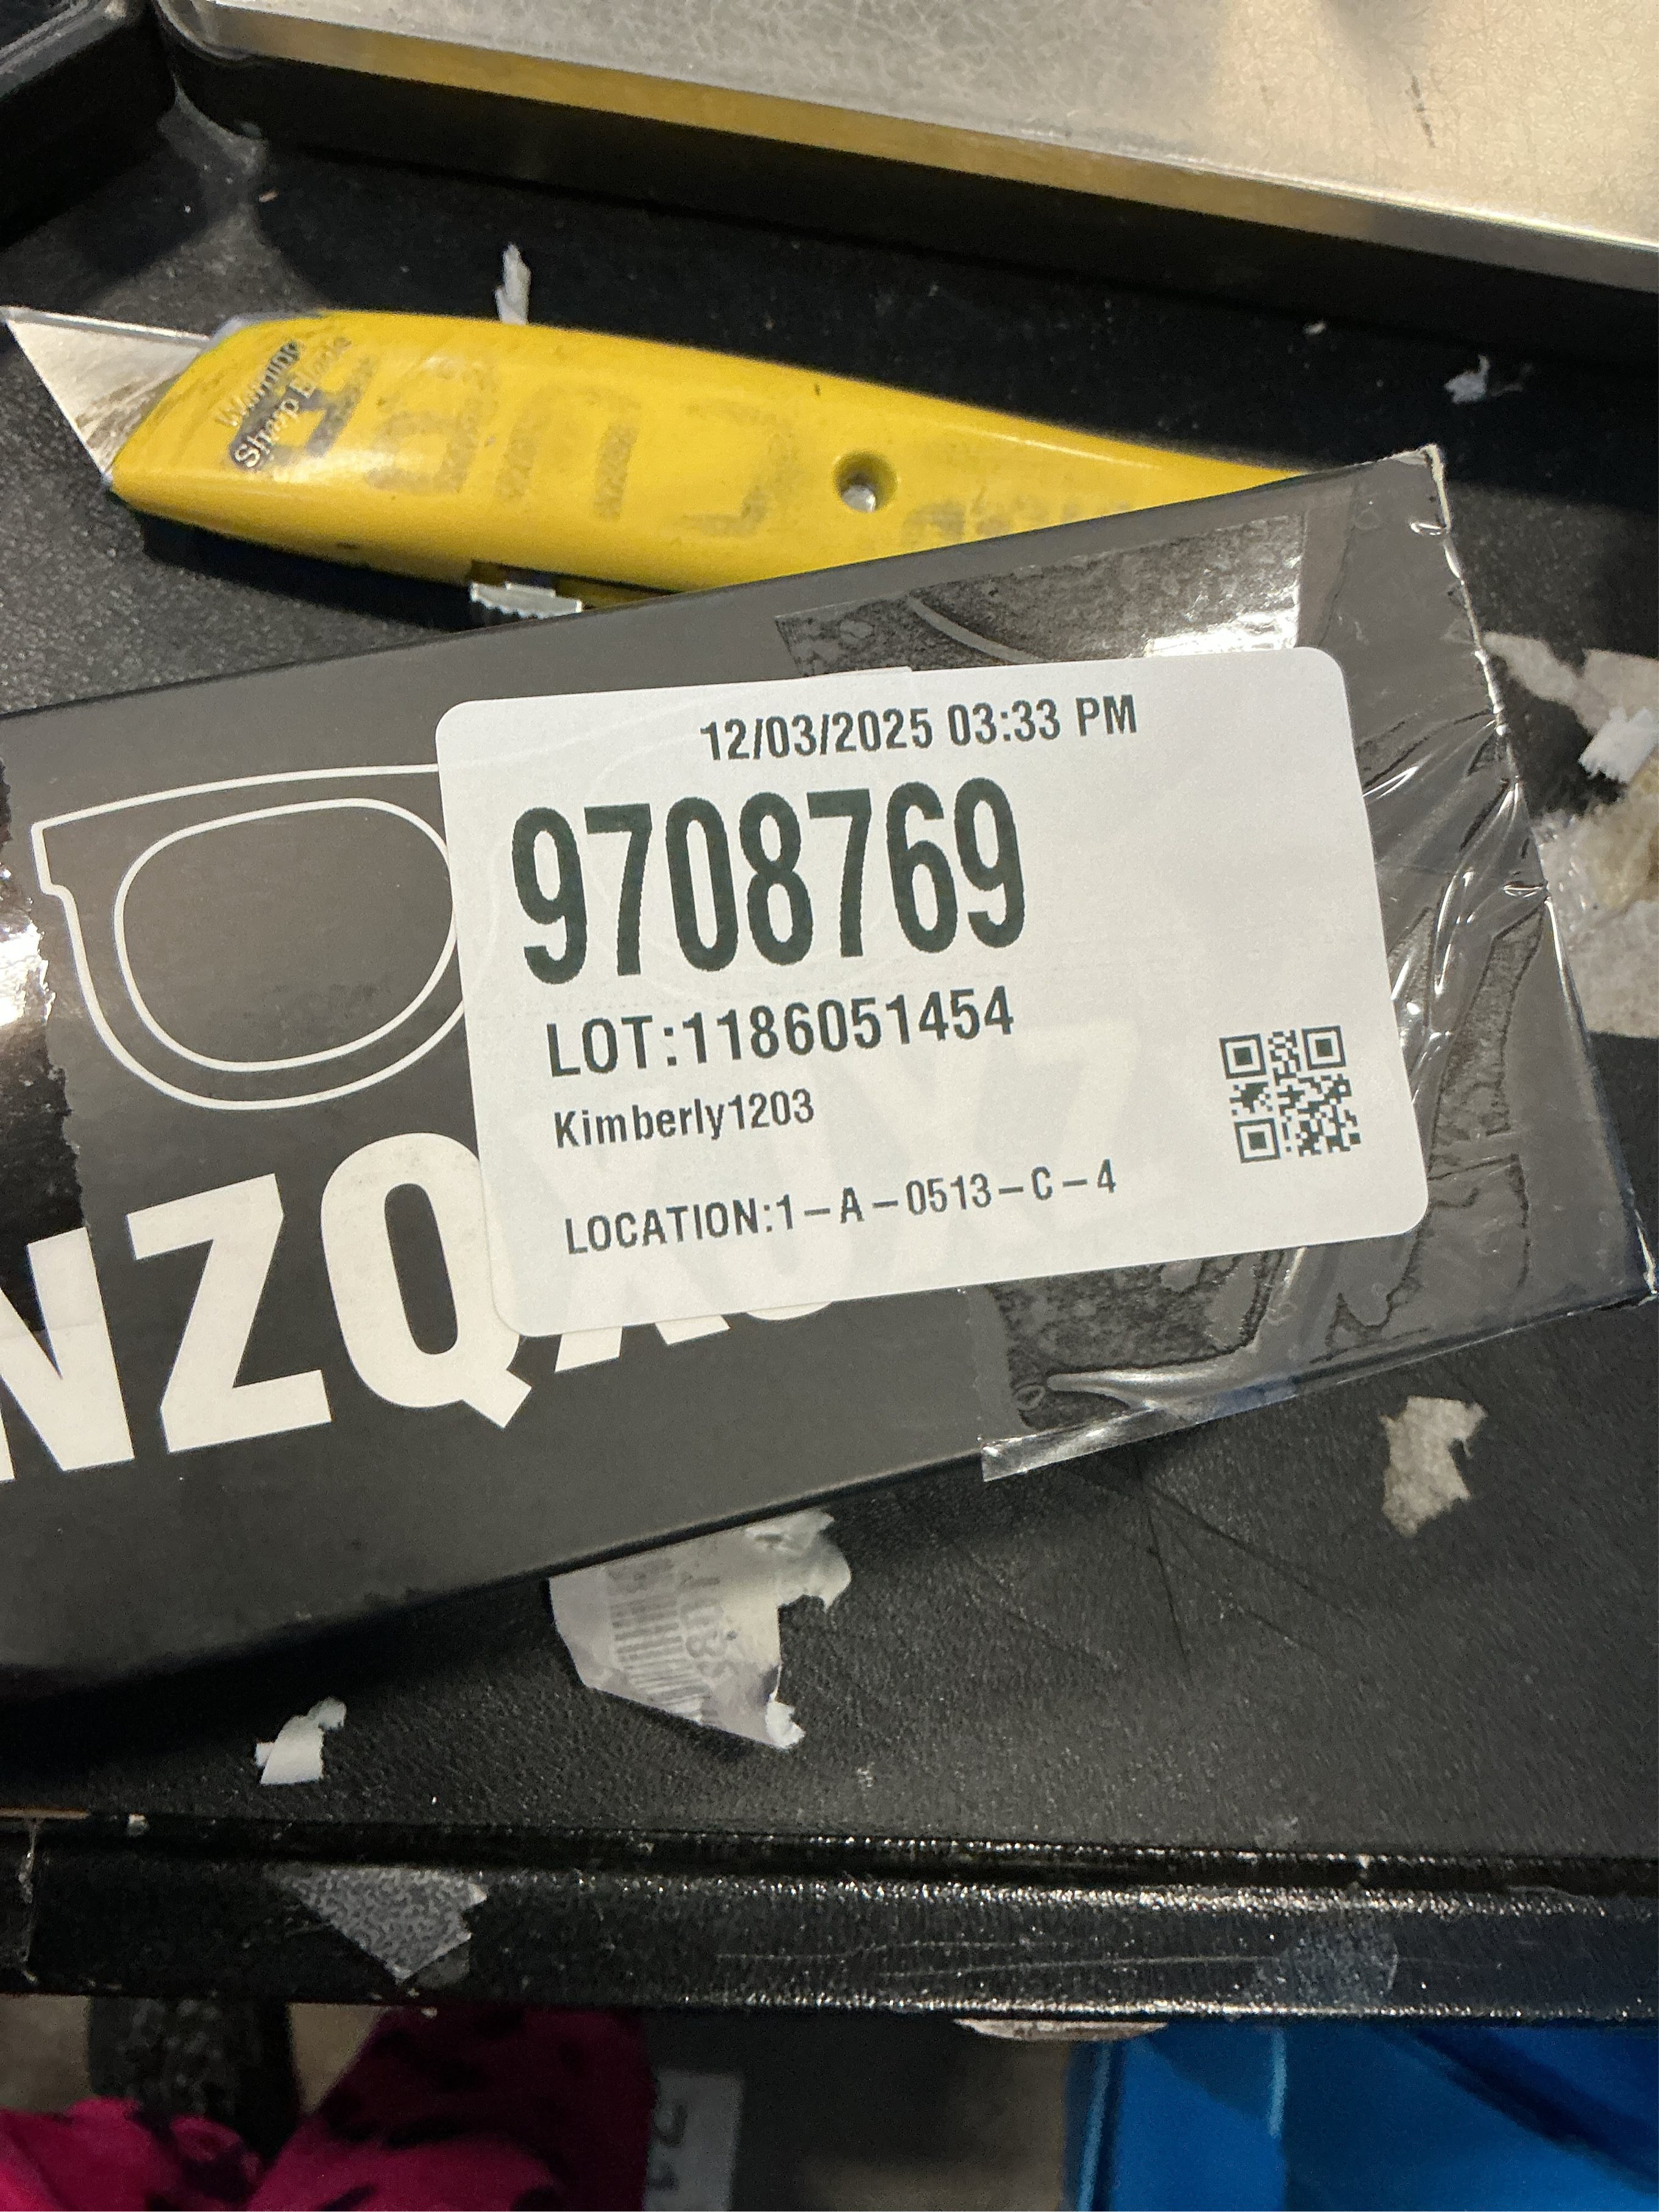 Warning
Sharp Blade
12/03/2025 03:33 PM
9708769
LOT:1186051454
Kimberly1203
LOCATION:1-A-0513-C-4